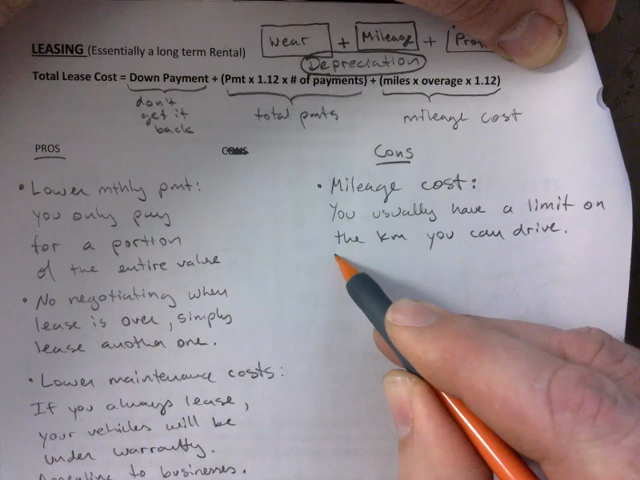 Wear + Mileage + Prof
LEASING (Essentially a long term Rental)
Depreciation
Total Lease Cost = Down Payment + (Pmt x 1.12 x # of payments) + (miles x overage x 1.12)
don't
get it
back
total pmts
mileage cost
PROS
Cons
• Lower mthly pmt:
You only pay
for a portion
of the entire value
• No negotiating when
lease is over, simply
lease another one.
• Lower maintenance costs:
If you always lease,
your vehicles will be
under warranty.
Appealing to businesses.
• Mileage cost:
You usually have a limit on
the km you can drive.